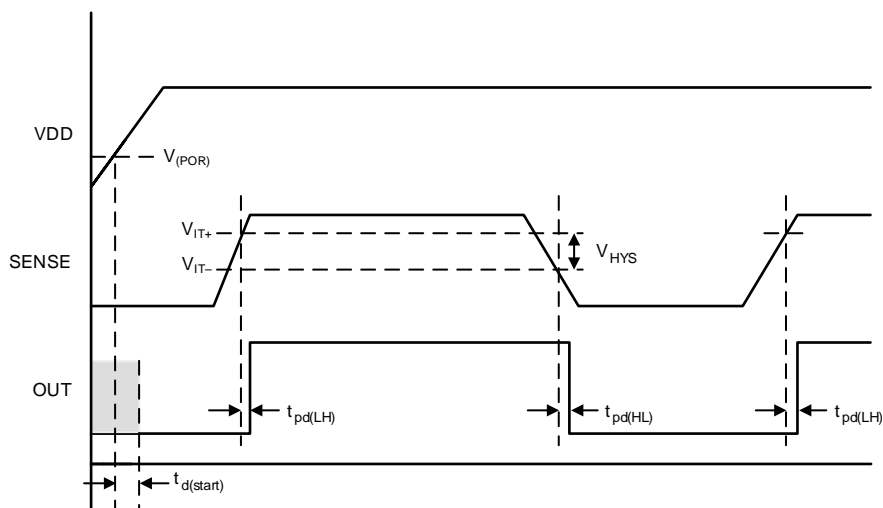 VDD
V(POR)
VIT+
VIT–
VHYS
SENSE
OUT
tpd(LH)
tpd(HL)
tpd(LH)
td(start)